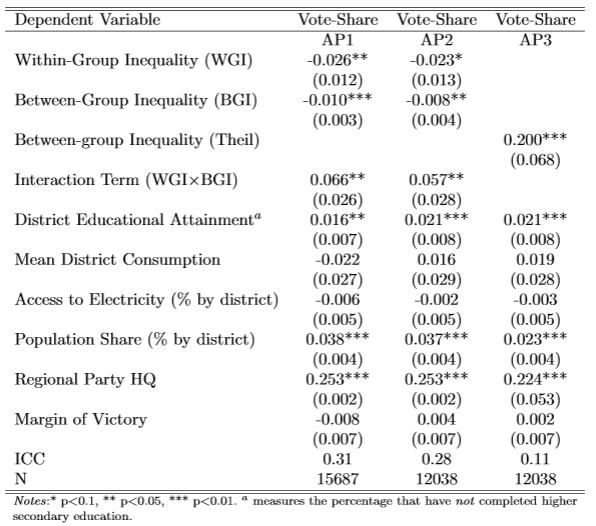 Dependent Variable Vote-Share Vote-Share Vote-Share
AP1 AP2 AP3
Within-Group Inequality (WGI) -0.026** -0.023*
(0.012) (0.013)
Between-Group Inequality (BGI) -0.010*** -0.008**
(0.003) (0.004)
Between-group Inequality (Theil) 0.200***
(0.068)
Interaction Term (WGI×BGI) 0.066** 0.057**
(0.026) (0.028)
District Educational Attainmentᵃ 0.016** 0.021*** 0.021***
(0.007) (0.008) (0.008)
Mean District Consumption -0.022 0.016 0.019
(0.027) (0.029) (0.028)
Access to Electricity (% by district) -0.006 -0.002 -0.003
(0.005) (0.005) (0.005)
Population Share (% by district) 0.038*** 0.037*** 0.023***
(0.004) (0.004) (0.004)
Regional Party HQ 0.253*** 0.253*** 0.224***
(0.002) (0.002) (0.053)
Margin of Victory -0.008 0.004 0.002
(0.007) (0.007) (0.007)
ICC 0.31 0.28 0.11
N 15687 12038 12038
Notes:* p<0.1, ** p<0.05, *** p<0.01. ᵃ measures the percentage that have not completed higher
secondary education.